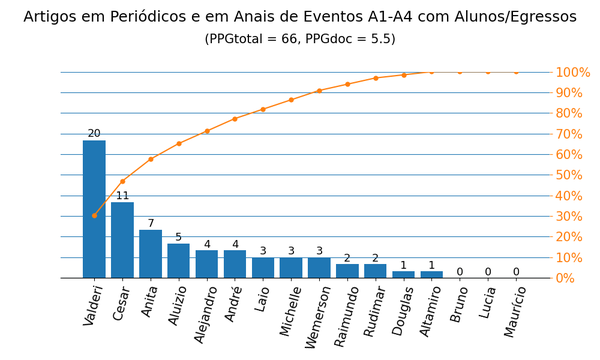 Artigos em Periódicos e em Anais de Eventos A1-A4 com Alunos/Egressos
(PPGtotal = 66, PPGdoc = 5.5)
100%
90%
80%
70%
60%
50%
40%
30%
20%
10%
0%
20
11
7
5
4
4
3
3
3
2
2
1
1
0
0
0
Valderi
Cesar
Anita
Aluizio
Alejandro
André
Laio
Michelle
Wemerson
Raimundo
Rudimar
Douglas
Altamiro
Bruno
Lucia
Maurício